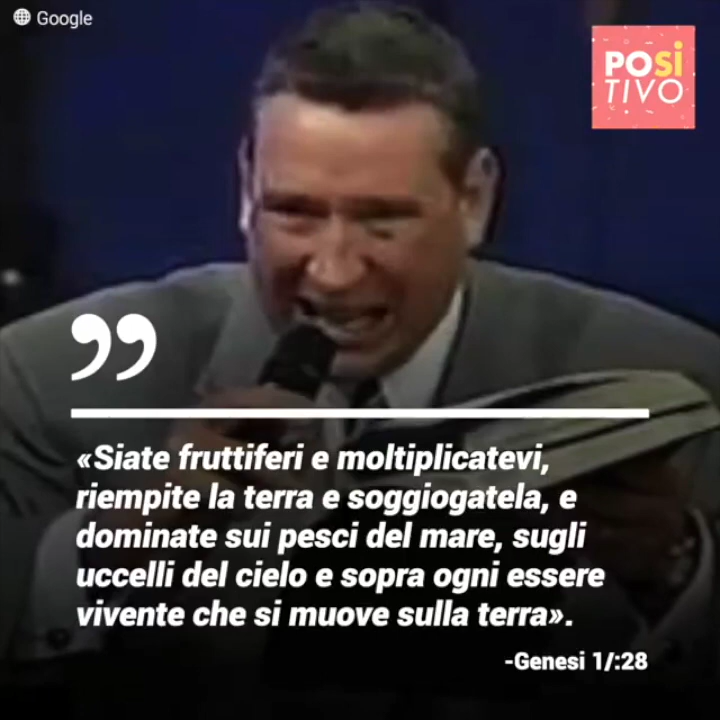 Google
POSi
TIVO
”
«Siate fruttiferi e moltiplicatevi,
riempite la terra e soggiogatela, e
dominate sui pesci del mare, sugli
uccelli del cielo e sopra ogni essere
vivente che si muove sulla terra».
-Genesi 1/:28